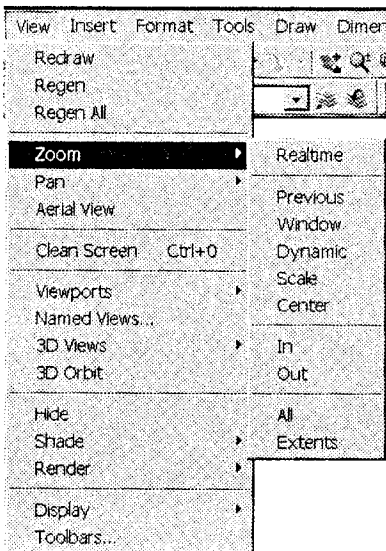 View Insert Format Tools Draw Dimen
Redraw
Regen
Regen All
Zoom
Pan
Aerial View
Clean Screen Ctrl+0
Viewports
Named Views...
3D Views
3D Orbit
Hide
Shade
Render
Display
Toolbars...
Realtime
Previous
Window
Dynamic
Scale
Center
In
Out
All
Extents